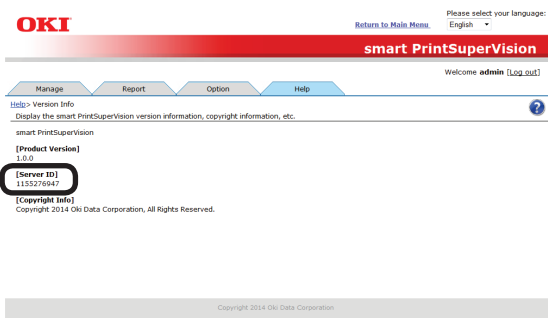 Please select your language:
OKI
Return to Main Menu English
smart PrintSuperVision
Welcome admin [Log out]
Manage Report Option Help
Help> Version Info
?
Display the smart PrintSuperVision version information, copyright information, etc.
smart PrintSuperVision
[Product Version]
1.0.0
[Server ID]
1155276947
[Copyright Info]
Copyright 2014 Oki Data Corporation, All Rights Reserved.
Copyright 2014 Oki Data Corporation